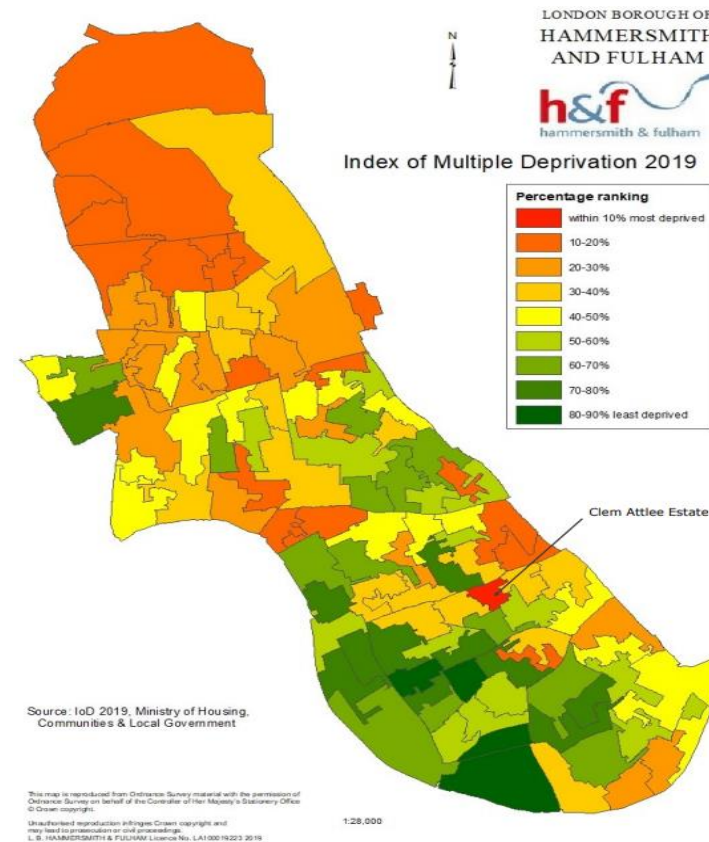 LONDON BOROUGH OF
HAMMERSMITH
AND FULHAM
N
h&f
hammersmith & fulham
Index of Multiple Deprivation 2019
Percentage ranking
within 10% most deprived
10-20%
20-30%
30-40%
40-50%
50-60%
60-70%
70-80%
80-90% least deprived
Clem Attlee Estate
Source: IoD 2019, Ministry of Housing,
Communities & Local Government
This map is reproduced from Ordnance Survey material with the permission of
Ordnance Survey on behalf of the Controller of Her Majesty's Stationery Office
© Crown copyright.
Unauthorised reproduction infringes Crown copyright and
may lead to prosecution or civil proceedings.
L. B. HAMMERSMITH & FULHAM Licence No. LA100019223 2019
1:28,000